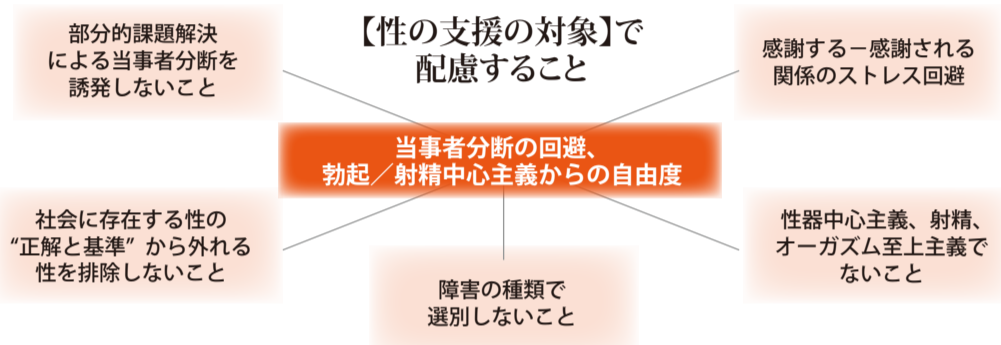 【性の支援の対象】で
配慮すること
部分的課題解決
による当事者分断を
誘発しないこと
感謝する－感謝される
関係のストレス回避
当事者分断の回避、
勃起／射精中心主義からの自由度
社会に存在する性の
“正解と基準”から外れる
性を排除しないこと
障害の種類で
選別しないこと
性器中心主義、射精、
オーガズム至上主義で
ないこと